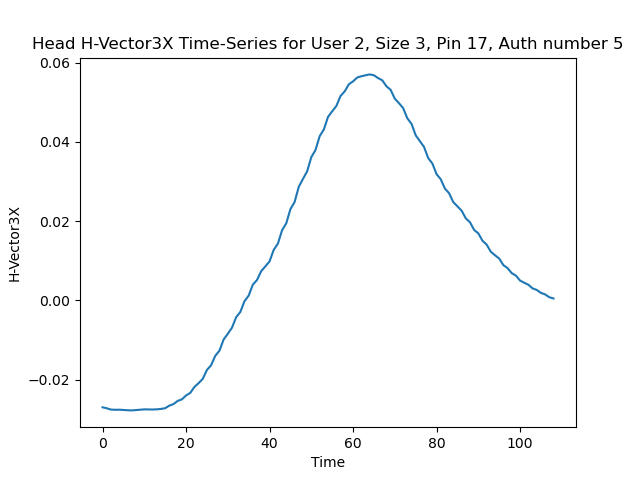 Head H-Vector3X Time-Series for User 2, Size 3, Pin 17, Auth number 5
H-Vector3X
0.06
0.04
0.02
0.00
−0.02
0 20 40 60 80 100
Time